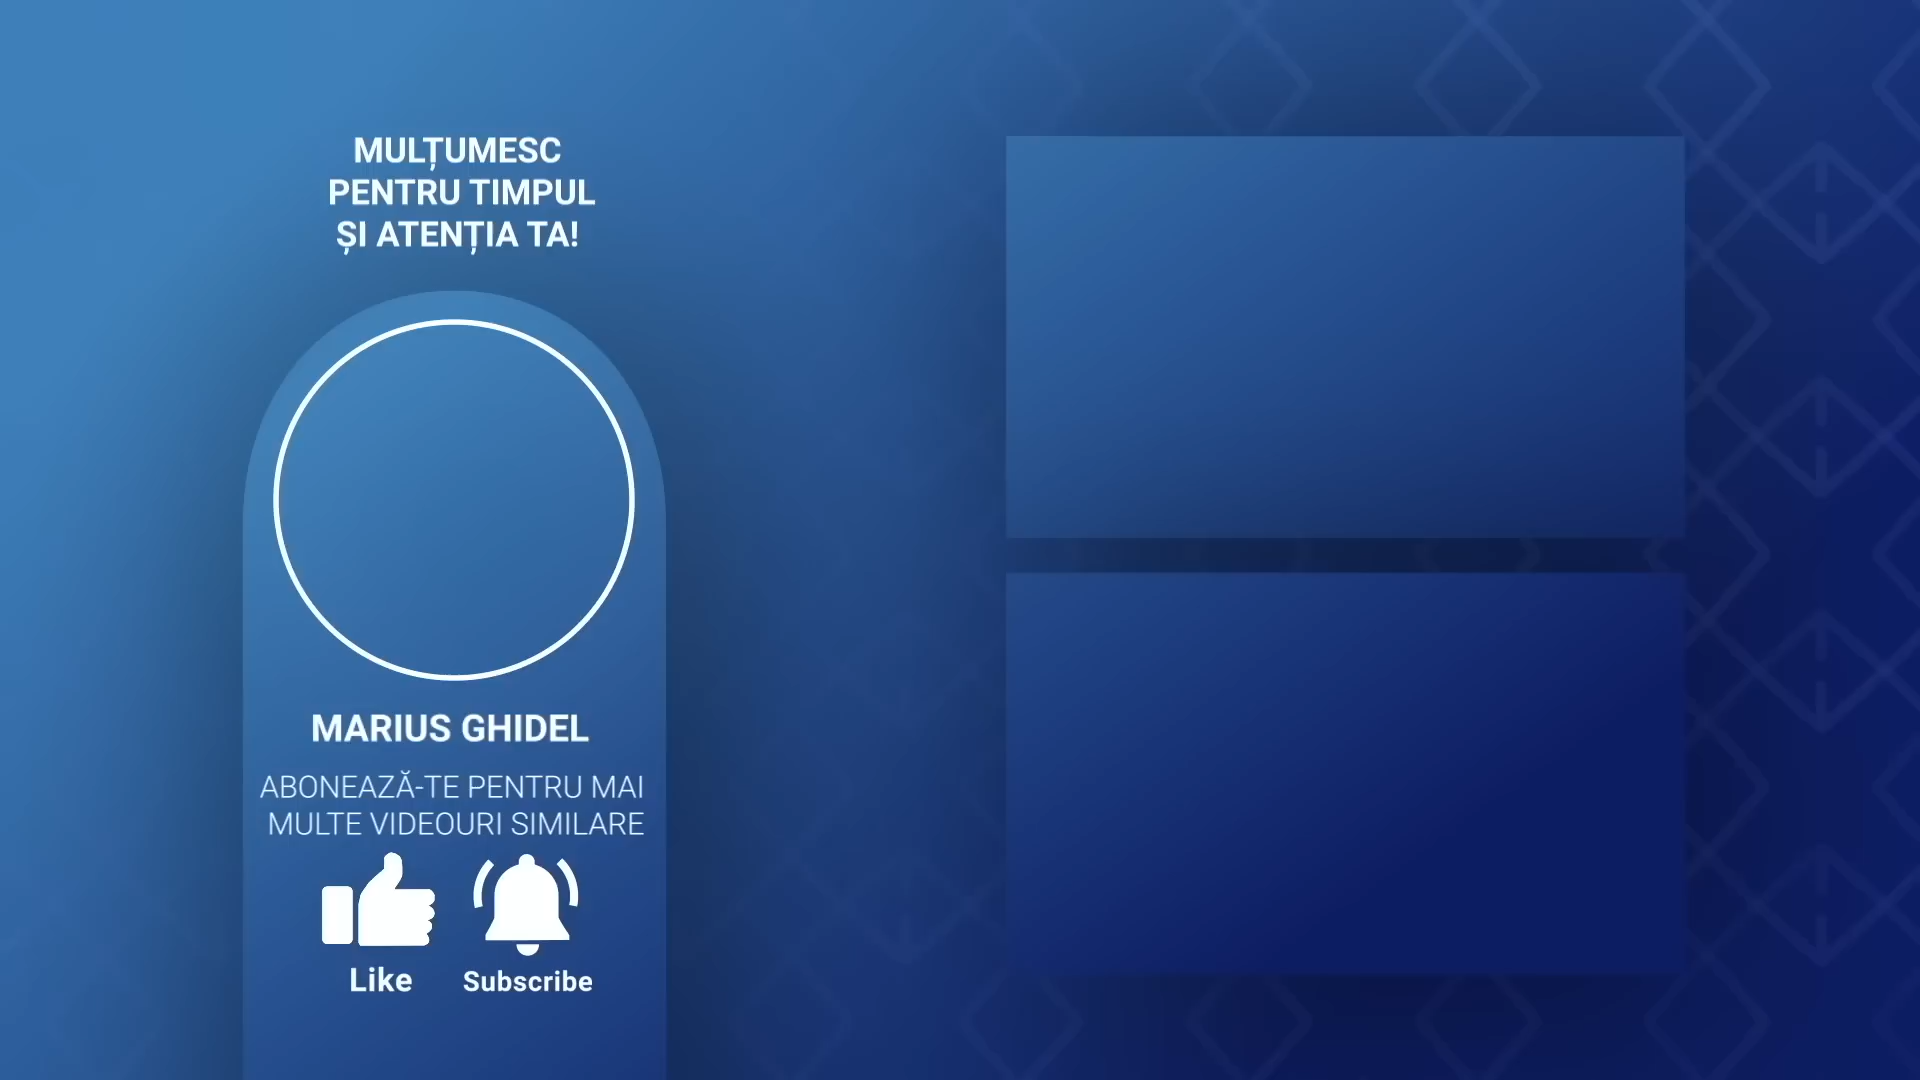 MULȚUMESC
PENTRU TIMPUL
ȘI ATENȚIA TA!
MARIUS GHIDEL
ABONEAZĂ-TE PENTRU MAI
MULTE VIDEOURI SIMILARE
Like
Subscribe